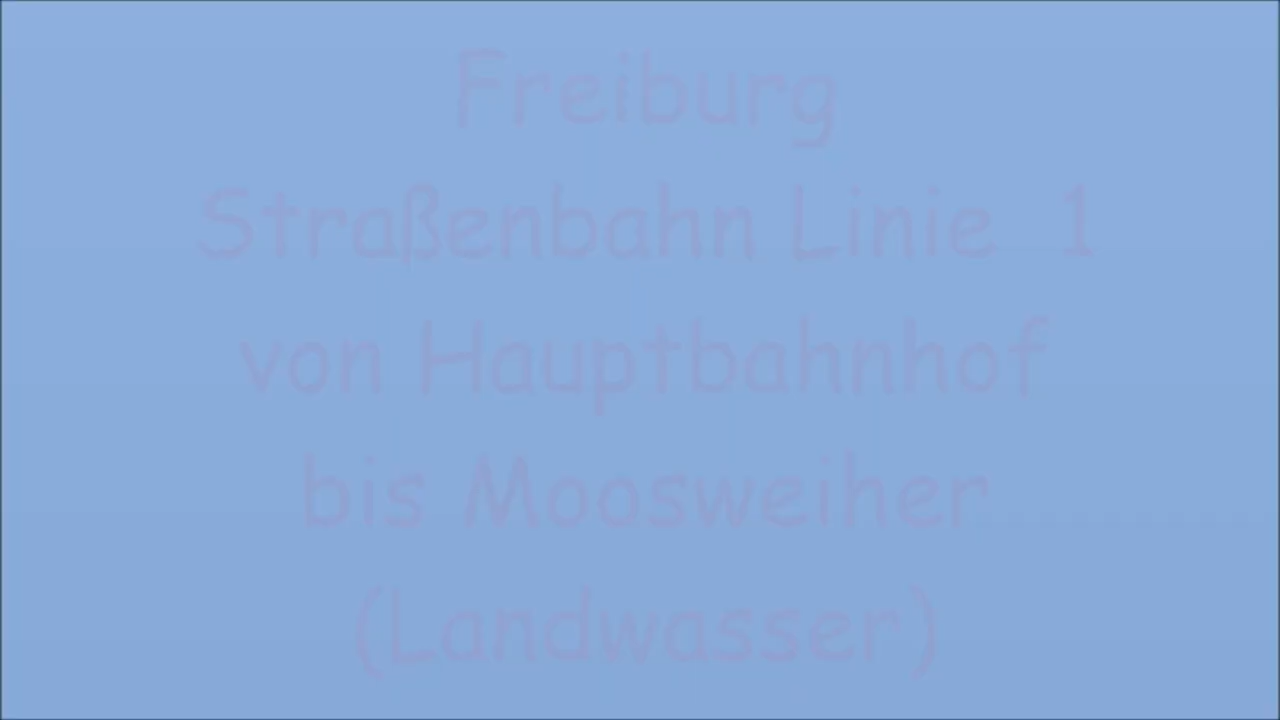 Freiburg
Straßenbahn Linie 1
von Hauptbahnhof
bis Moosweiher
(Landwasser)